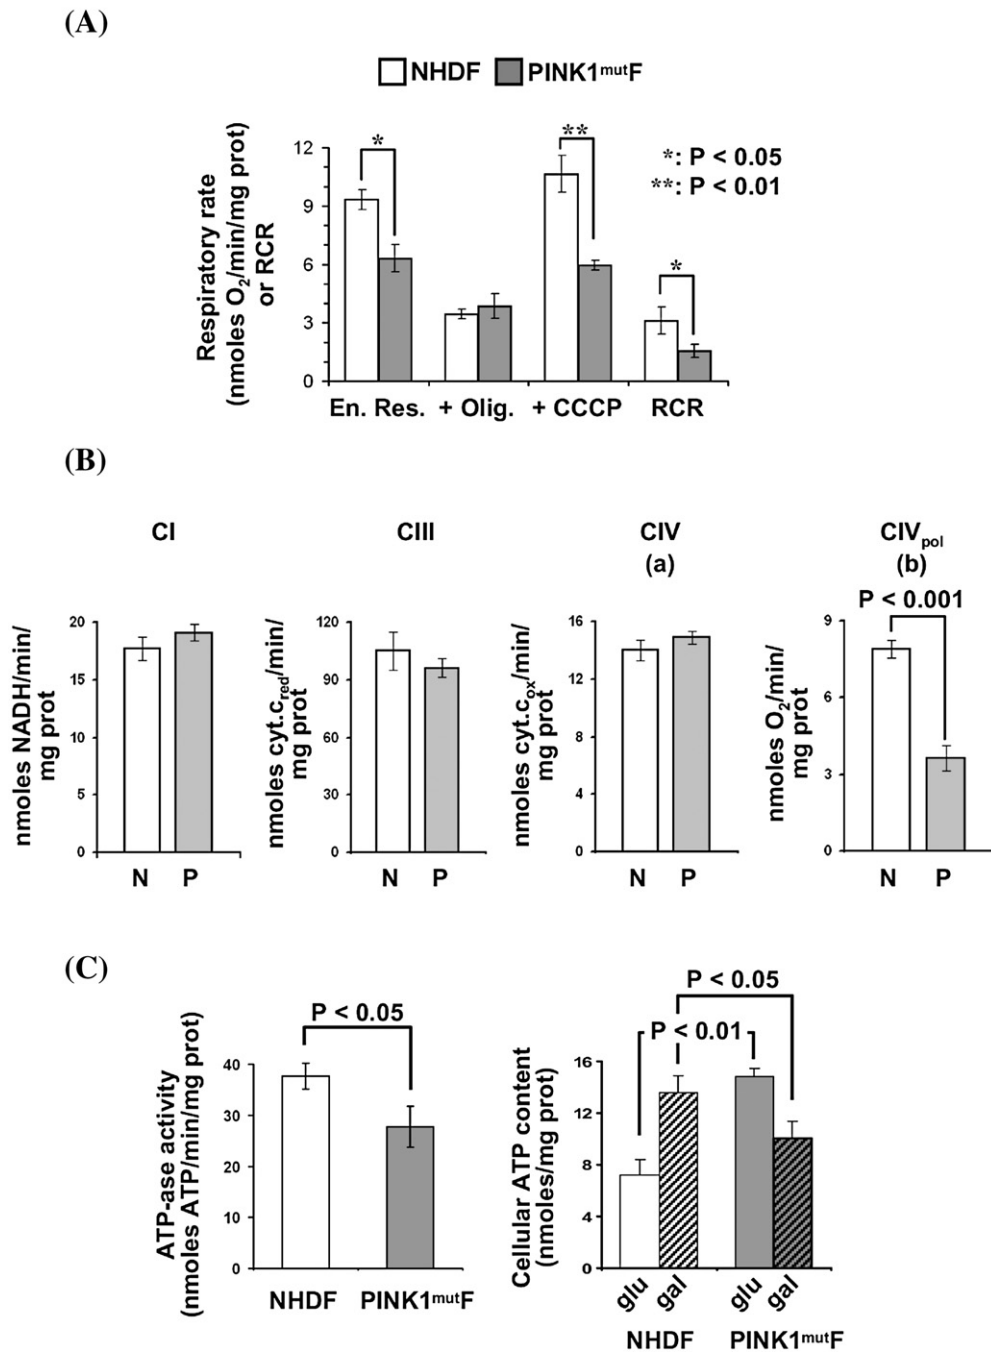 (A)
NHDF PINK1ᵐᵘᵗF
*: P < 0.05
**: P < 0.01
Respiratory rate
(nmoles O₂/min/mg prot)
or RCR
12
9
6
3
0
*
**
*
En. Res. + Olig. + CCCP RCR
(B)
CI
nmoles NADH/min/
mg prot
20
15
10
5
0
N P
CIII
nmoles cyt.c_red/min/
mg prot
120
90
60
30
0
N P
CIV
(a)
nmoles cyt.c_ox/min/
mg prot
16
12
8
4
0
N P
CIV_pol
(b)
P < 0.001
nmoles O₂/min/
mg prot
9
6
3
0
N P
(C)
P < 0.05
ATP-ase activity
(nmoles ATP/min/mg prot)
40
30
20
10
0
NHDF PINK1ᵐᵘᵗF
P < 0.05
P < 0.01
Cellular ATP content
(nmoles/mg prot)
16
12
8
4
0
glu gal glu gal
NHDF PINK1ᵐᵘᵗF